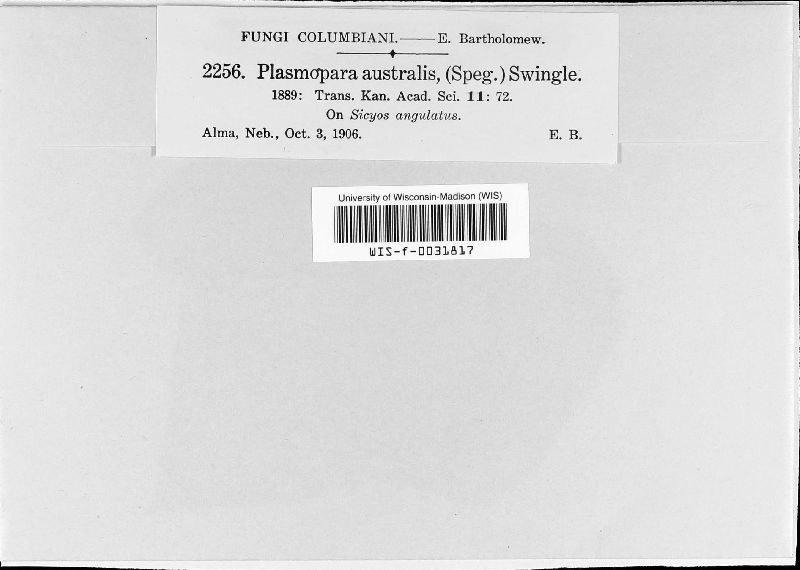 FUNGI COLUMBIANI.——E. Bartholomew.
2256. Plasmopara australis, (Speg.) Swingle.
1889: Trans. Kan. Acad. Sci. 11: 72.
On Sicyos angulatus.
Alma, Neb., Oct. 3, 1906. E. B.
University of Wisconsin-Madison (WIS)
WIS-f-0031817